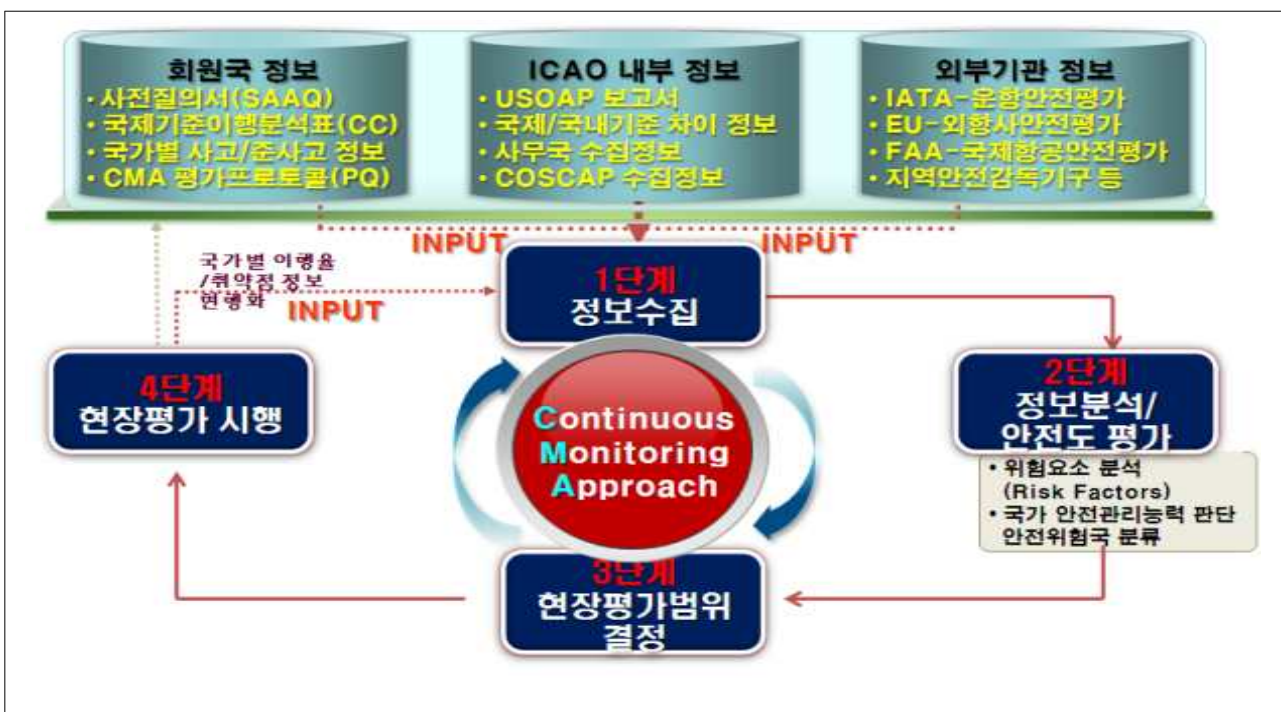 회원국 정보
• 사전질의서(SAAQ)
• 국제기준이행분석표(CC)
• 국가별 사고/준사고 정보
• CMA 평가프로토콜(PQ)
ICAO 내부 정보
• USOAP 보고서
• 국제/국내기준 차이 정보
• 사무국 수집정보
• COSCAP 수집정보
외부기관 정보
• IATA-운항안전평가
• EU-외항사안전평가
• FAA-국제항공안전평가
• 지역안전감독기구 등
INPUT
INPUT
국가별 이행율
/취약점 정보
현행화
INPUT
1단계
정보수집
2단계
정보분석/
안전도 평가
• 위험요소 분석
(Risk Factors)
• 국가 안전관리능력 판단
안전위험국 분류
3단계
현장평가범위
결정
4단계
현장평가 시행
Continuous
Monitoring
Approach